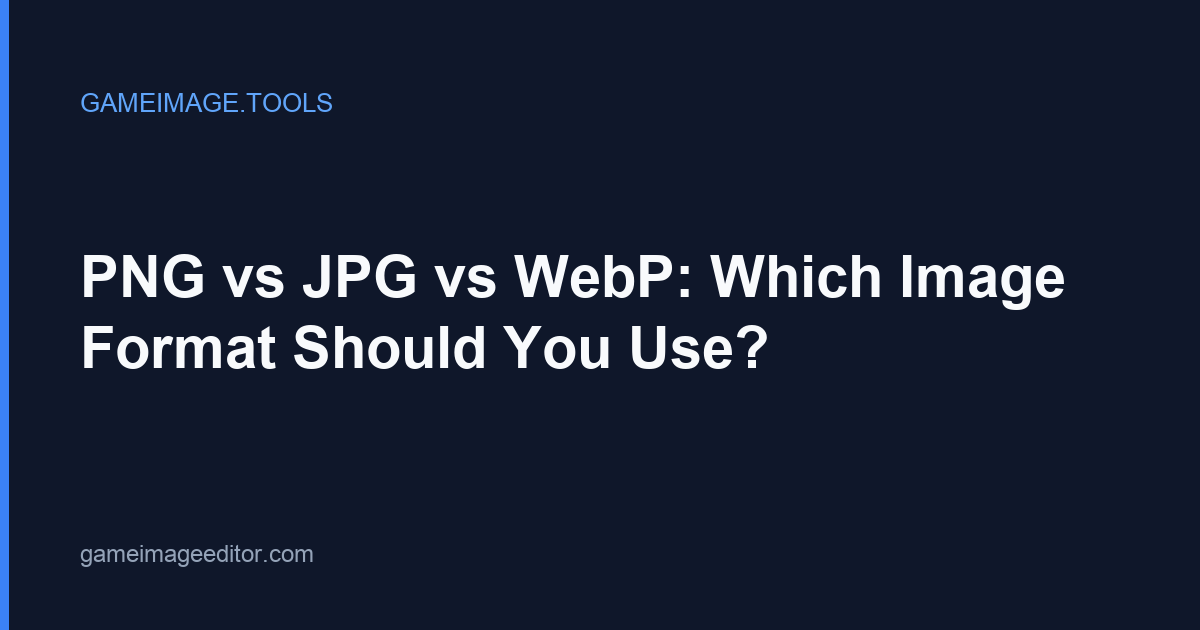 GAMEIMAGE.TOOLS
PNG vs JPG vs WebP: Which Image
Format Should You Use?
gameimageeditor.com